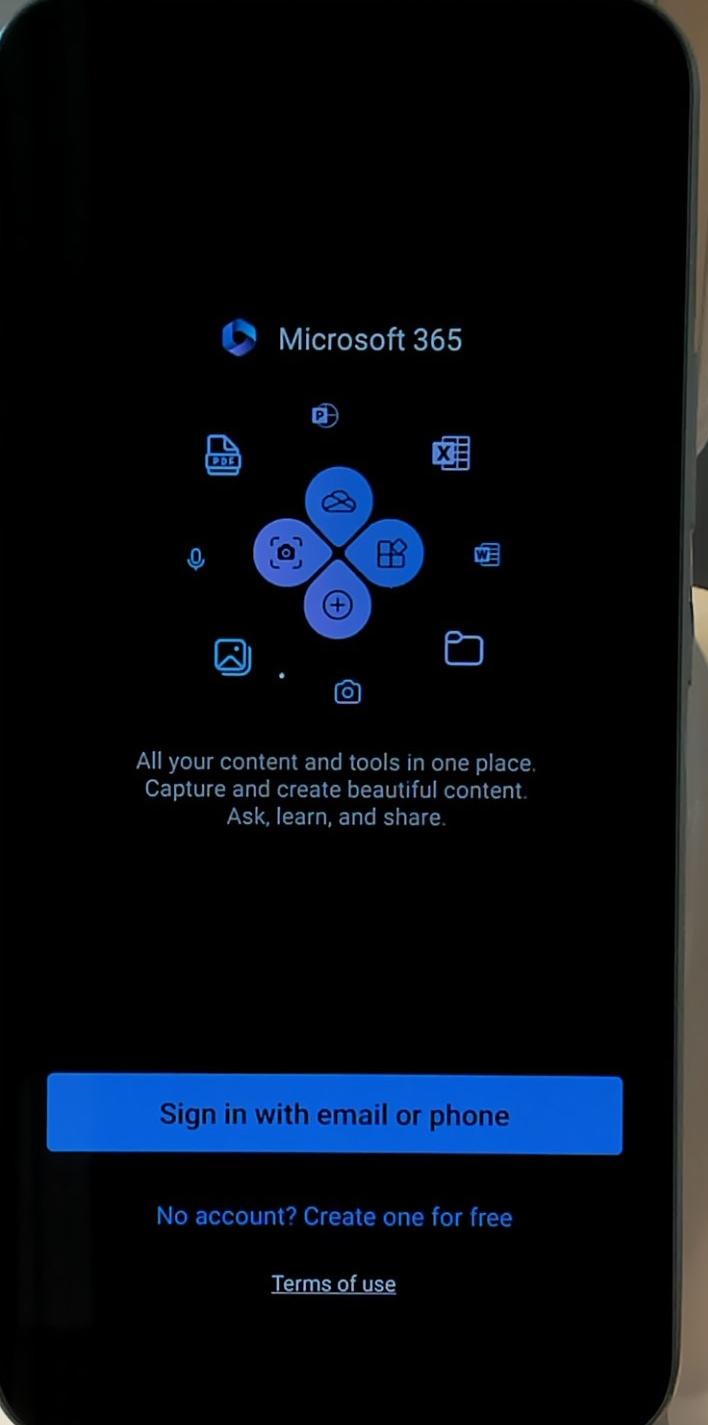 Microsoft 365
P
PDF
X
W
All your content and tools in one place.
Capture and create beautiful content.
Ask, learn, and share.
Sign in with email or phone
No account? Create one for free
Terms of use